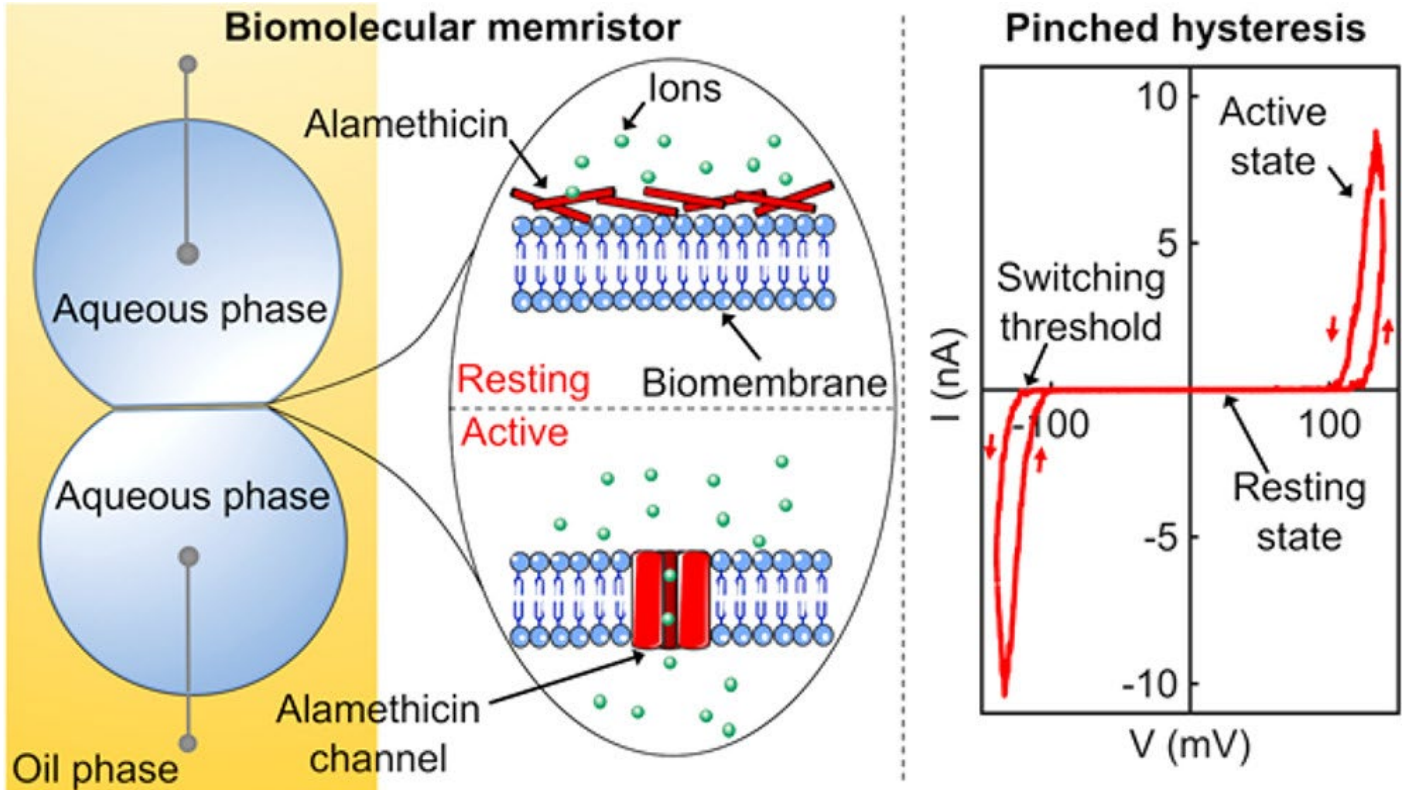 Biomolecular memristor
Pinched hysteresis
Ions
Alamethicin
Aqueous phase
Resting
Biomembrane
Active
Aqueous phase
Alamethicin
channel
Oil phase
10
Active
state
5
Switching
threshold
I (nA)
-100
100
Resting
state
-5
-10
V (mV)